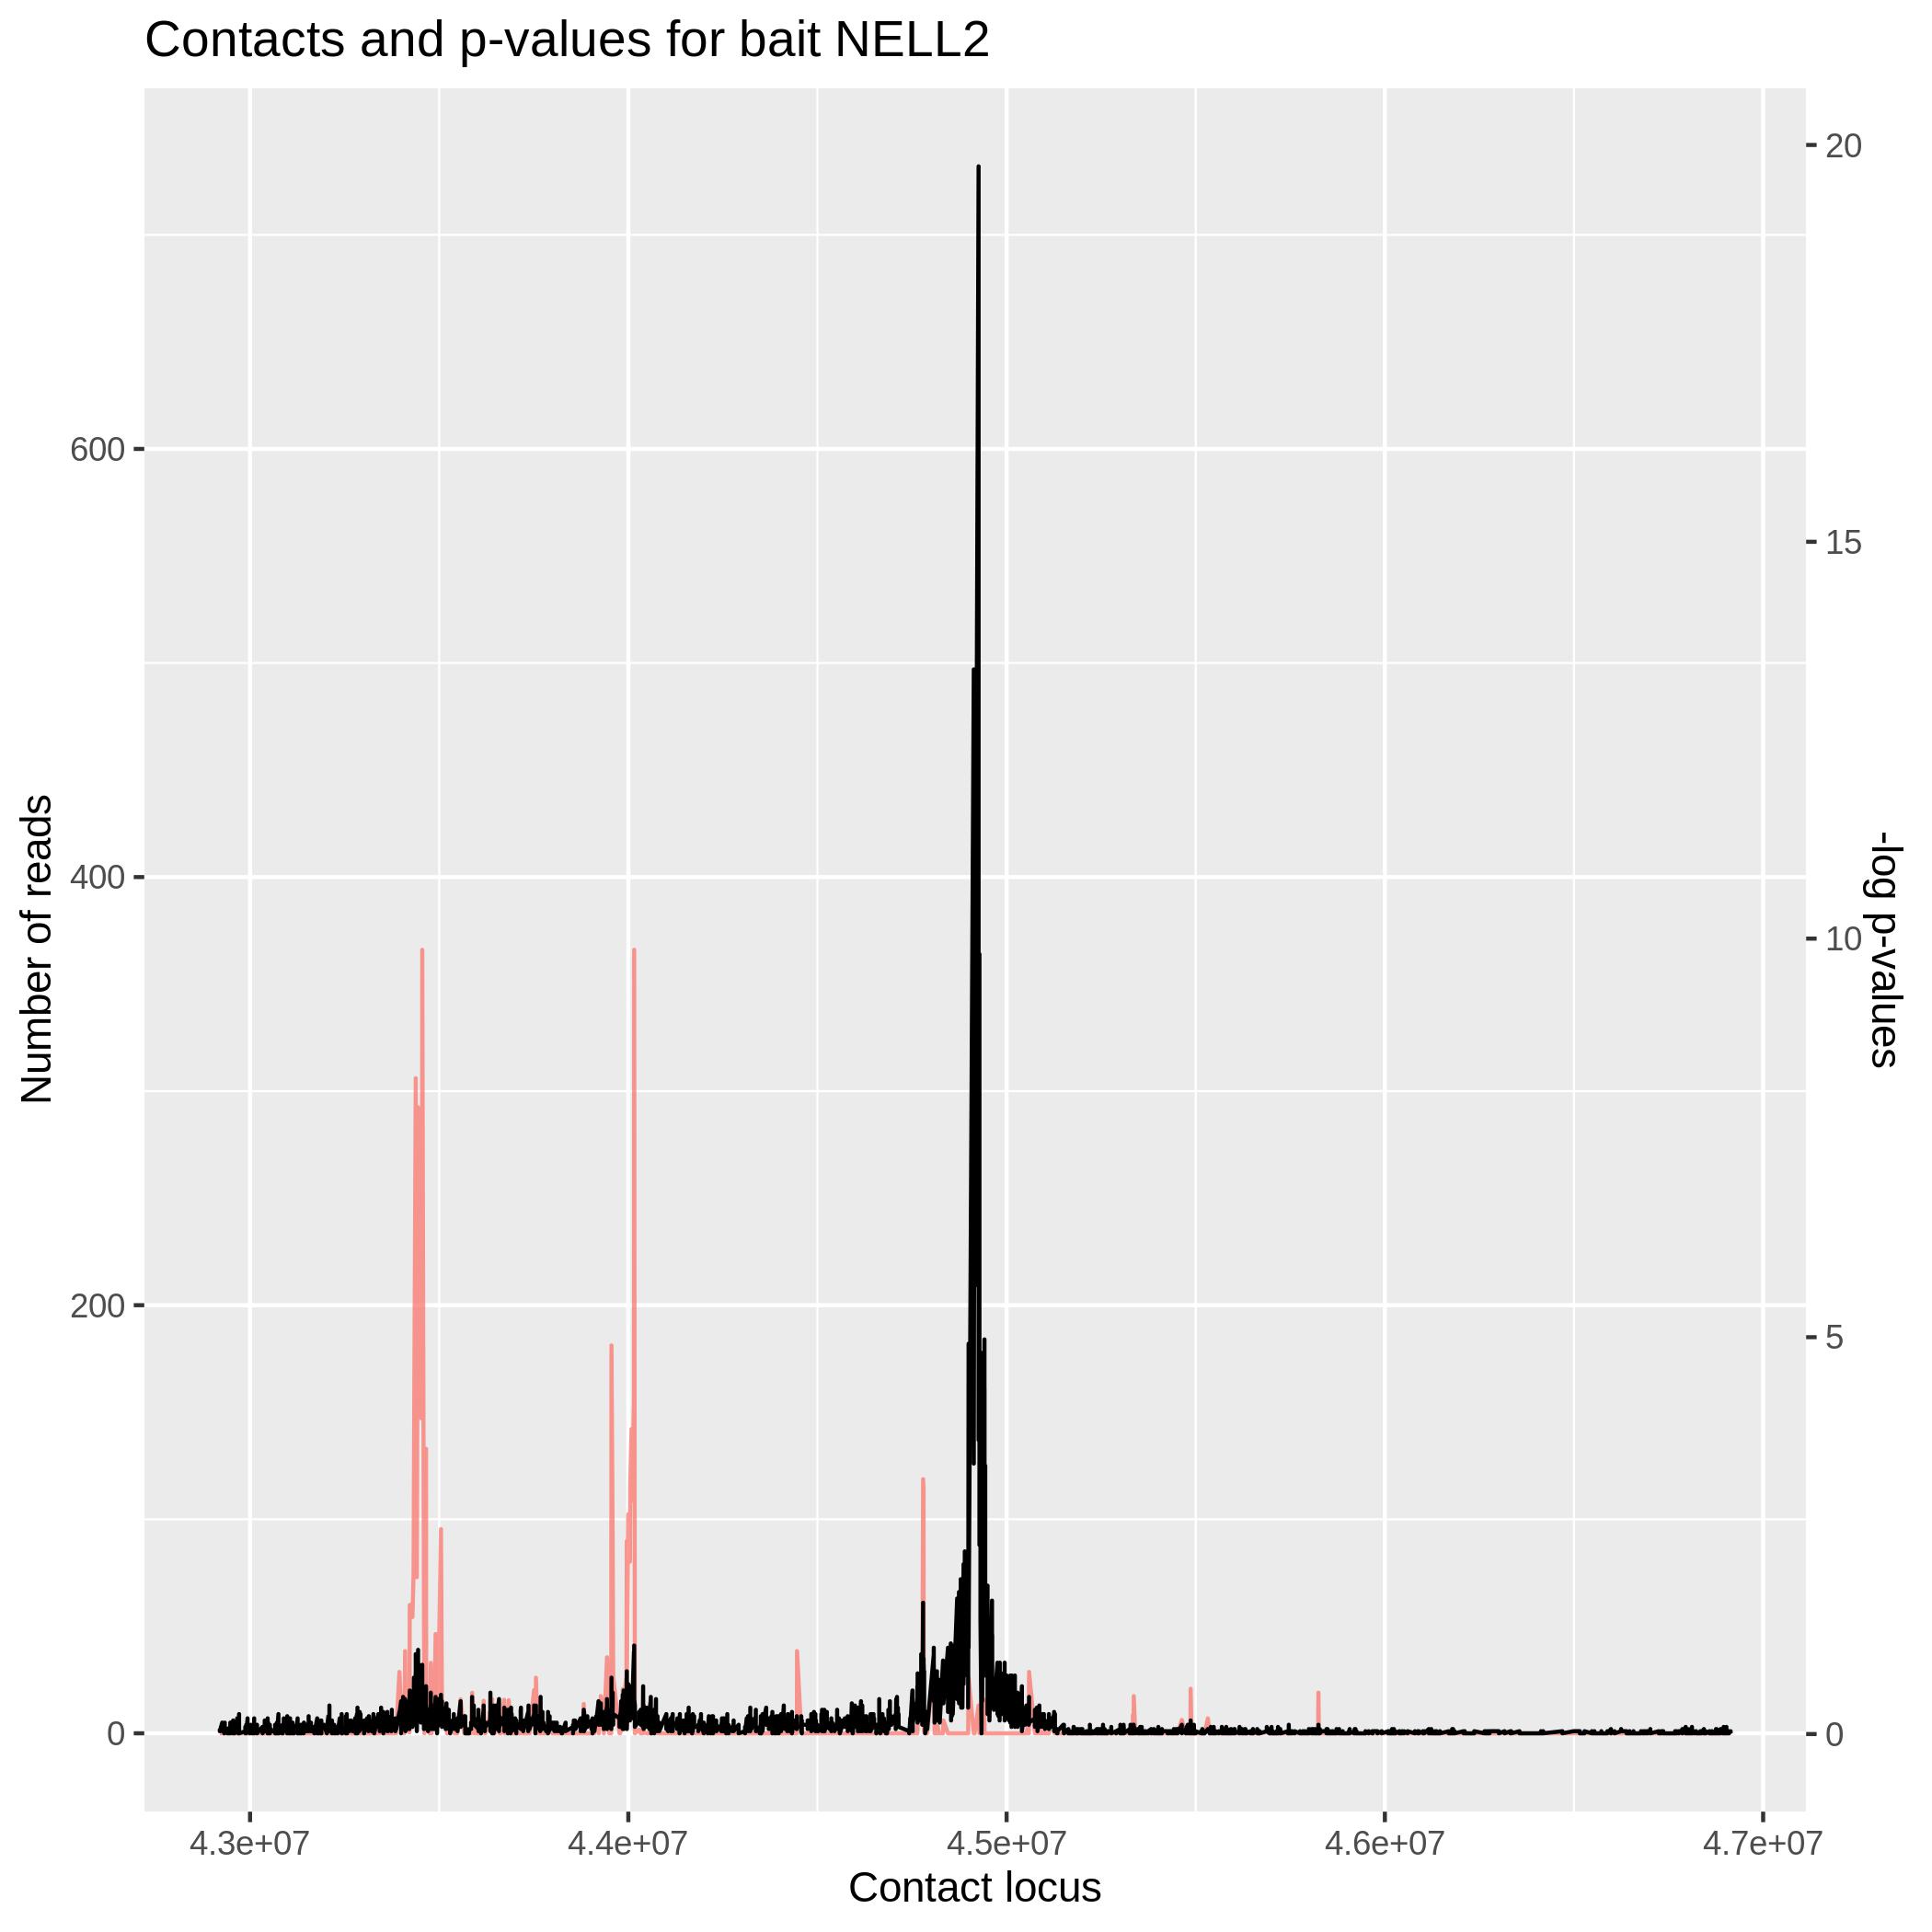 Contacts and p-values for bait NELL2
20
15
10
5
0
-log p-values
600
400
200
0
Number of reads
4.3e+07 4.4e+07 4.5e+07 4.6e+07 4.7e+07
Contact locus